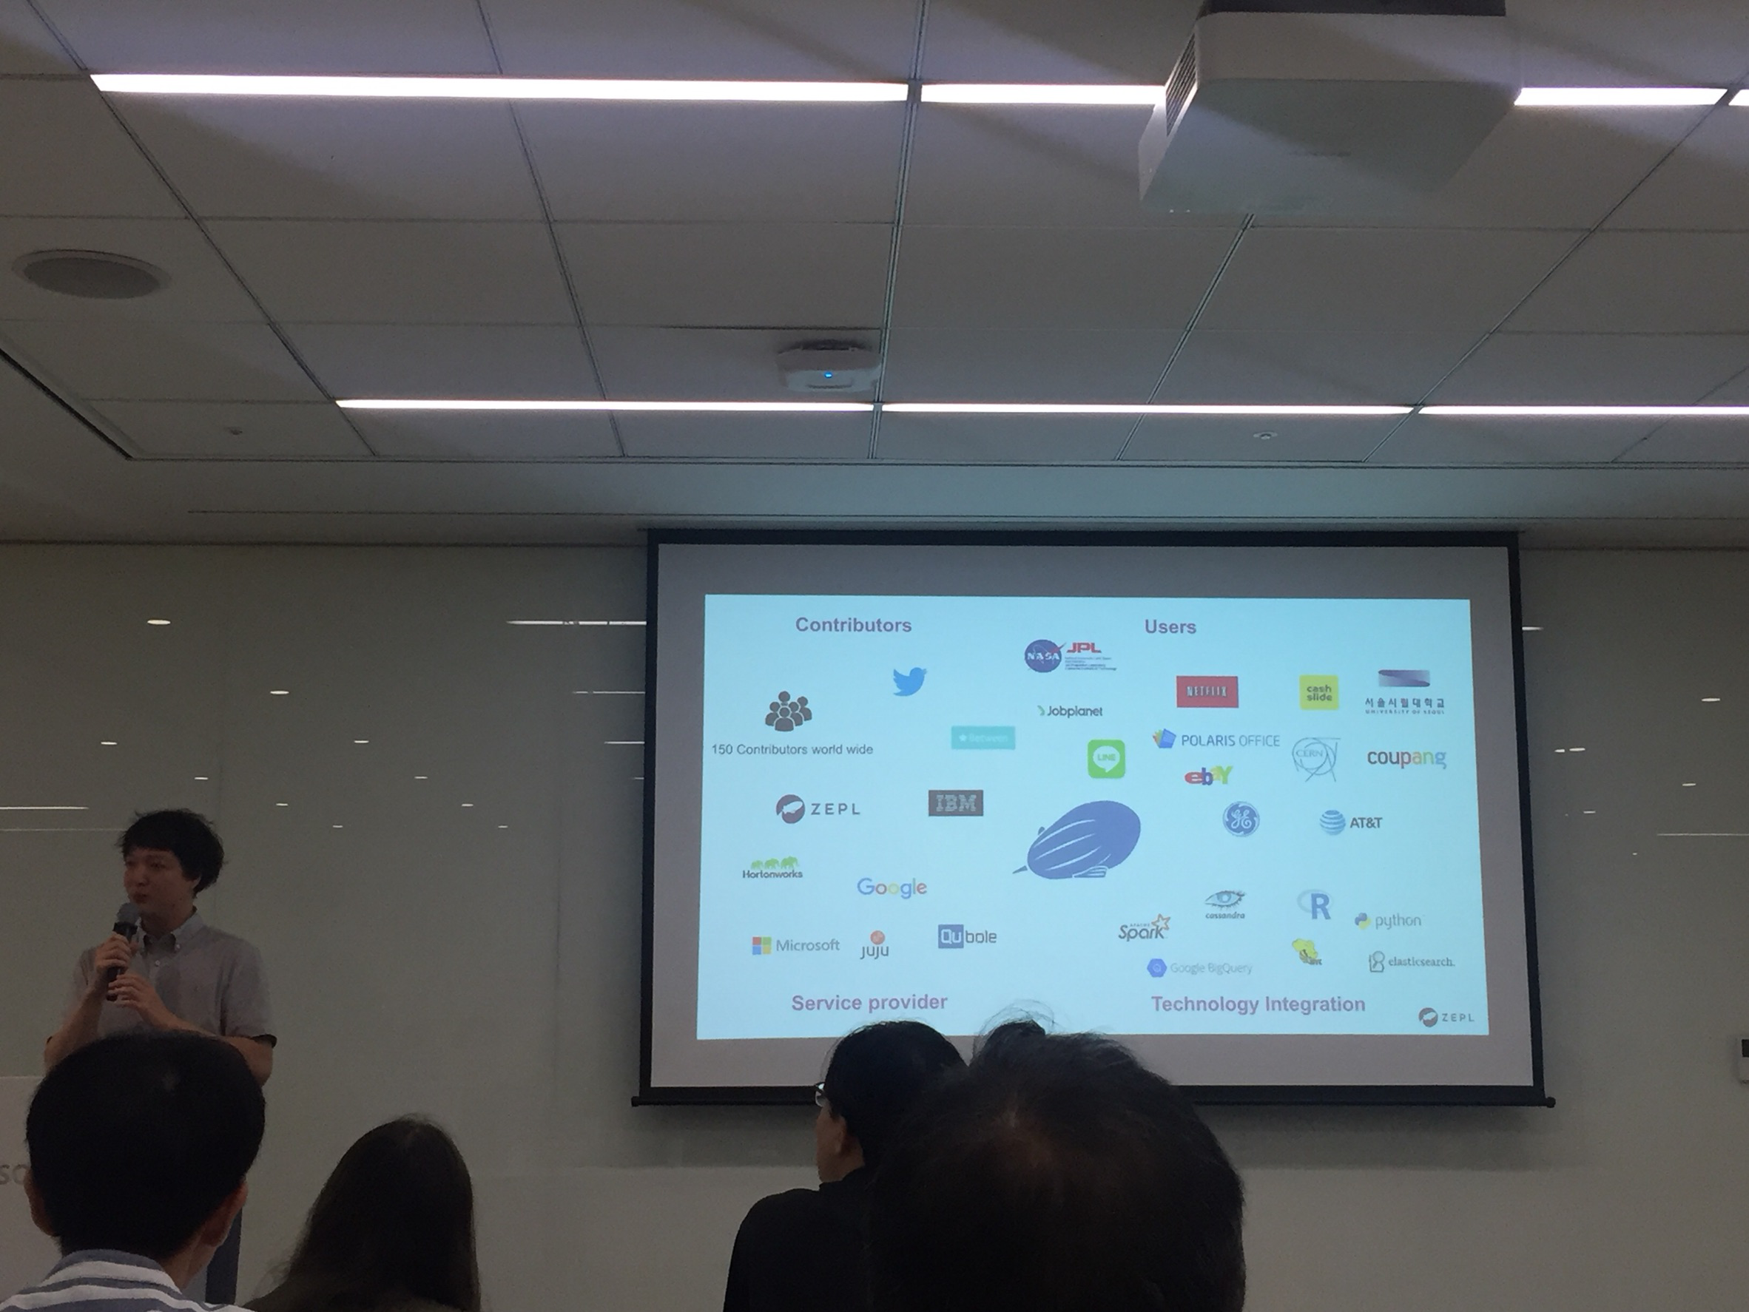 Contributors
Users
NASA
JPL
NETFLIX
cash
slide
서울시립대학교
UNIVERSITY OF SEOUL
Jobplanet
150 Contributors world wide
LINE
POLARIS OFFICE
CERN
coupang
ebY
ZEPL
IBM
GE
AT&T
Hortonworks
Google
cassandra
R
python
APACHE
Spark
Microsoft
juju
Qubole
Google BigQuery
elasticsearch.
Service provider
Technology Integration
ZEPL